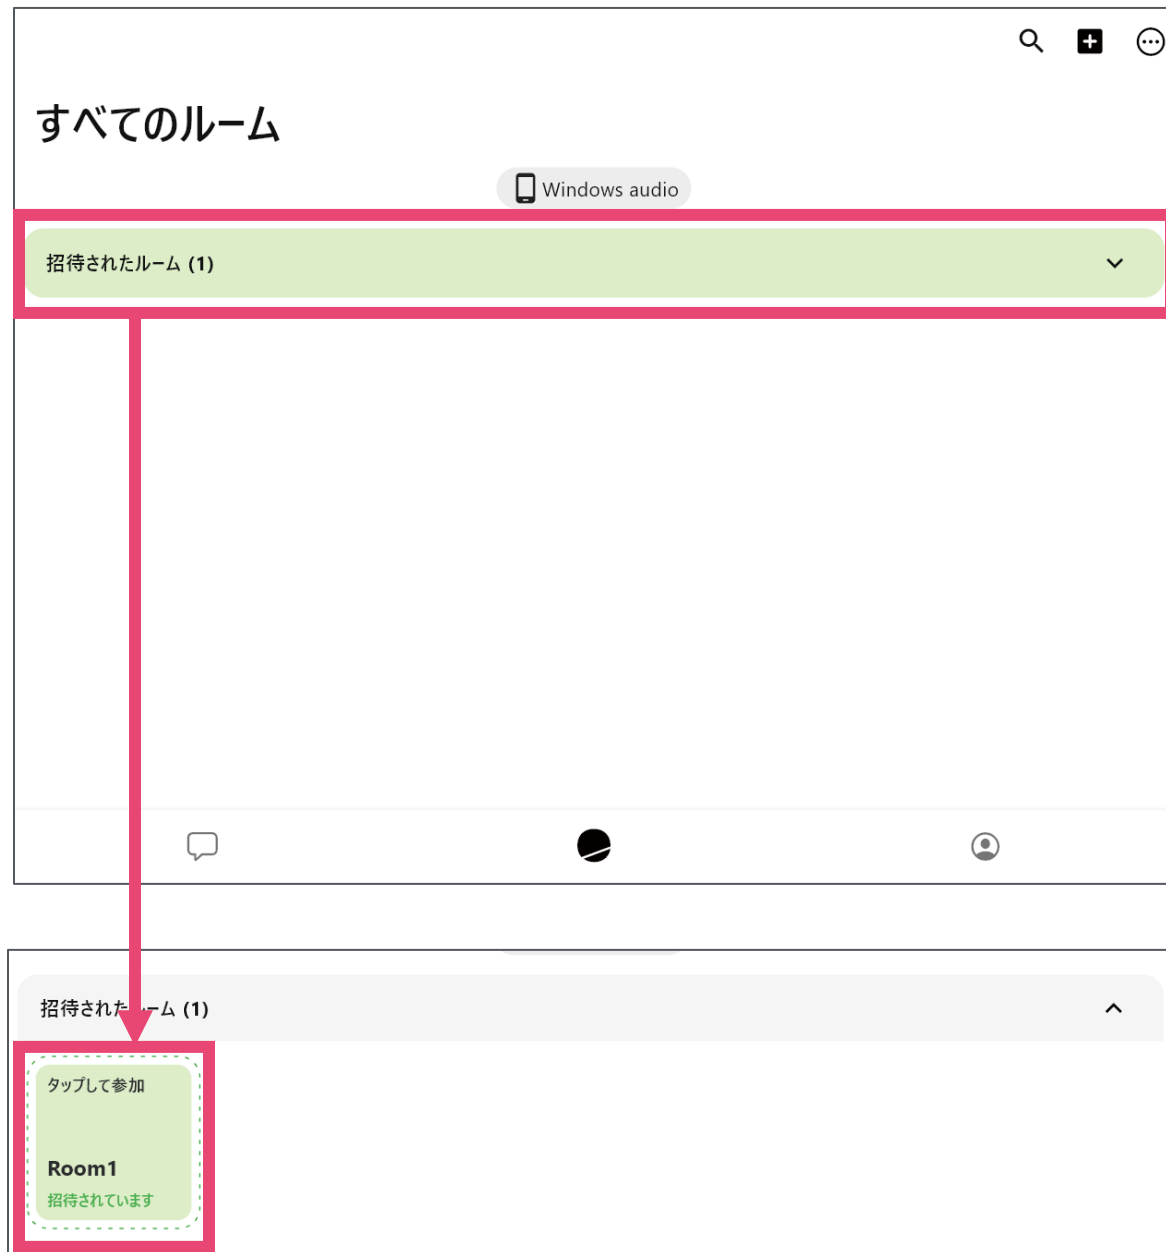 すべてのルーム
Windows audio
招待されたルーム (1)
招待されたルーム (1)
タップして参加
Room1
招待されています